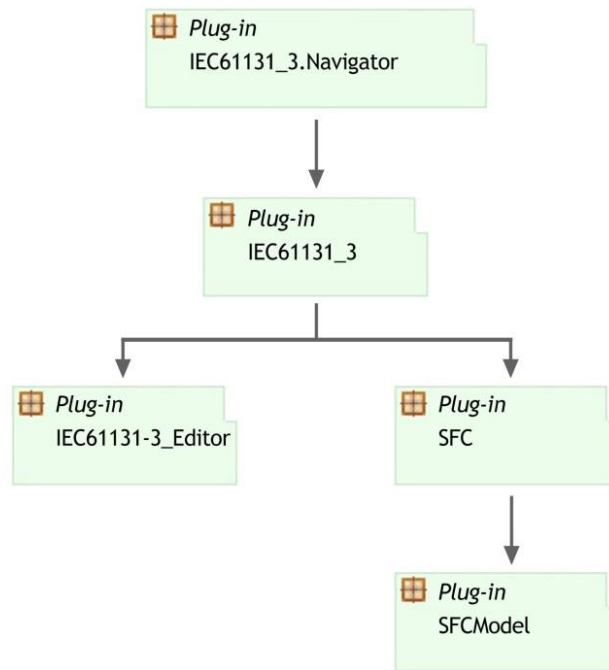 Plug-in
IEC61131_3.Navigator
Plug-in
IEC61131_3
Plug-in
IEC61131-3_Editor
Plug-in
SFC
Plug-in
SFCModel